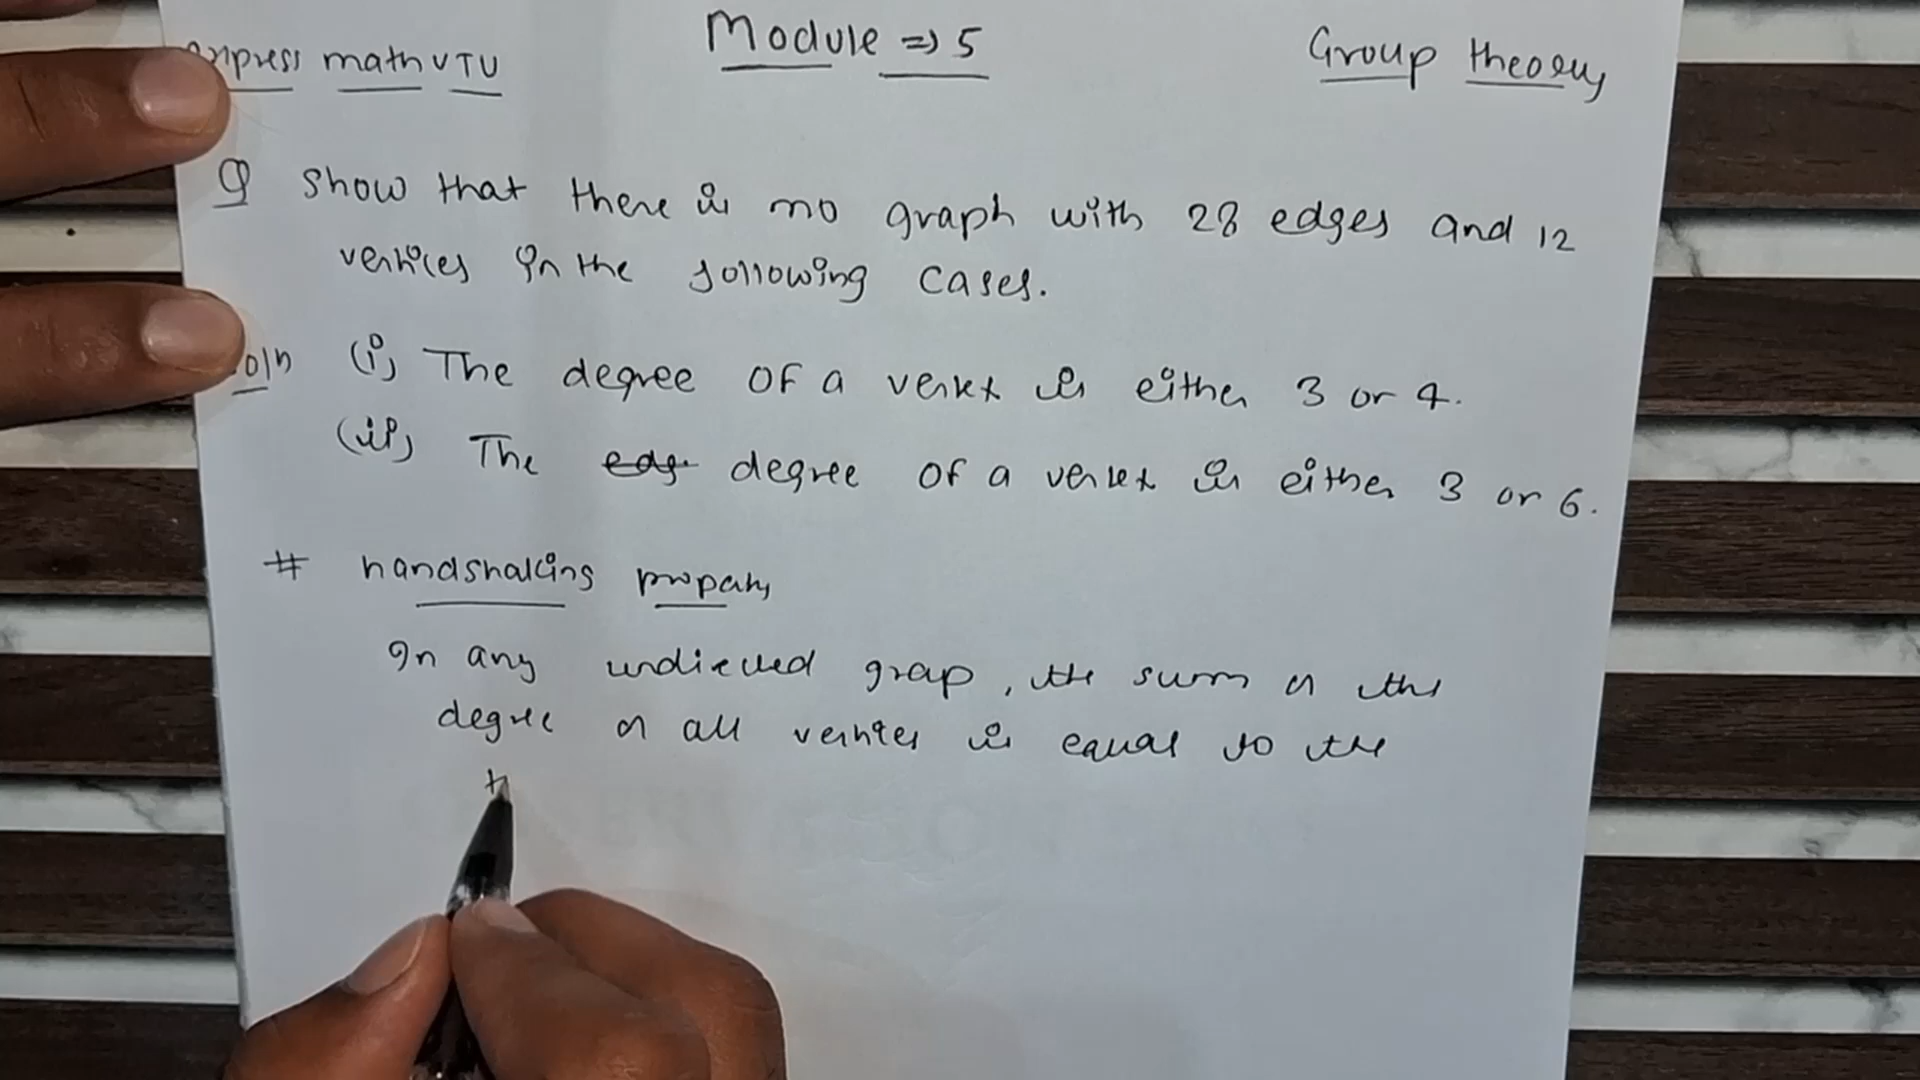 press math VTU
Module ⇒ 5
Group theory
Q show that there is no graph with 28 edges and 12
vertices in the following cases.
oln (i) The degree of a vertex is either 3 or 4.
(ii) The degree of a vertex is either 3 or 6.
# handshaking property
In any undirected grap, the sum of the
degree of all vertices is equal to the